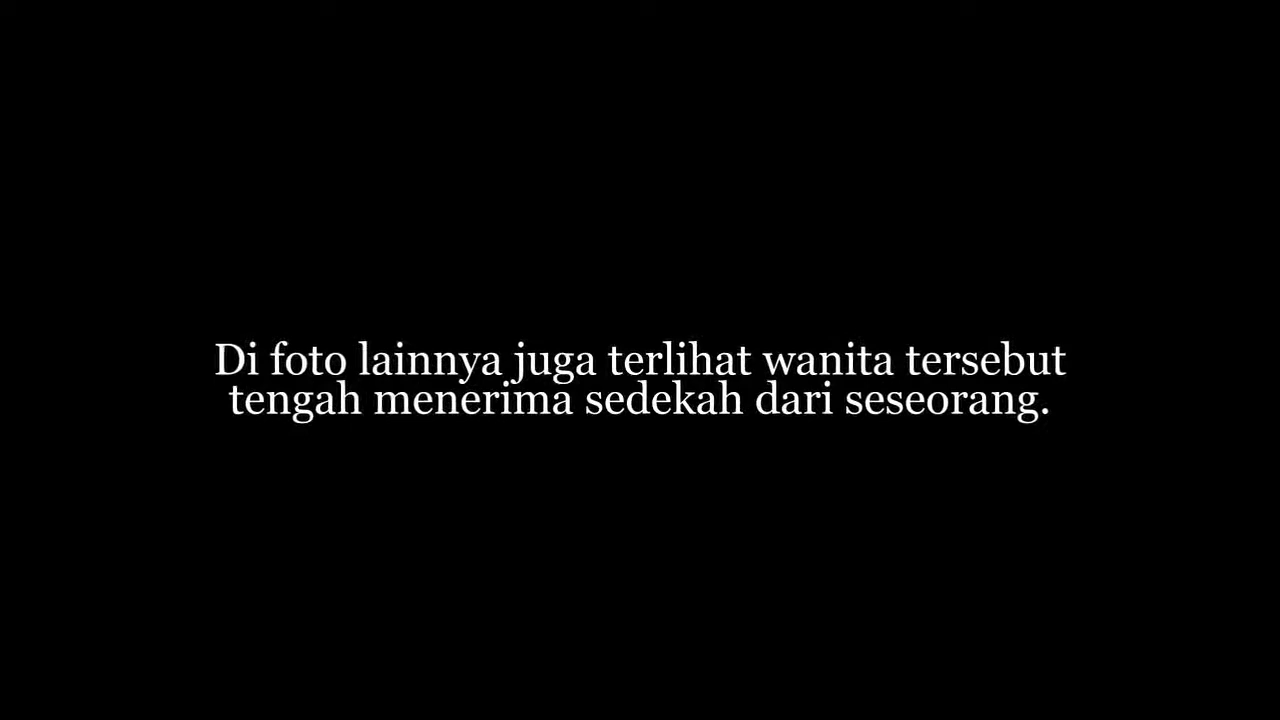 Di foto lainnya juga terlihat wanita tersebut
tengah menerima sedekah dari seseorang.